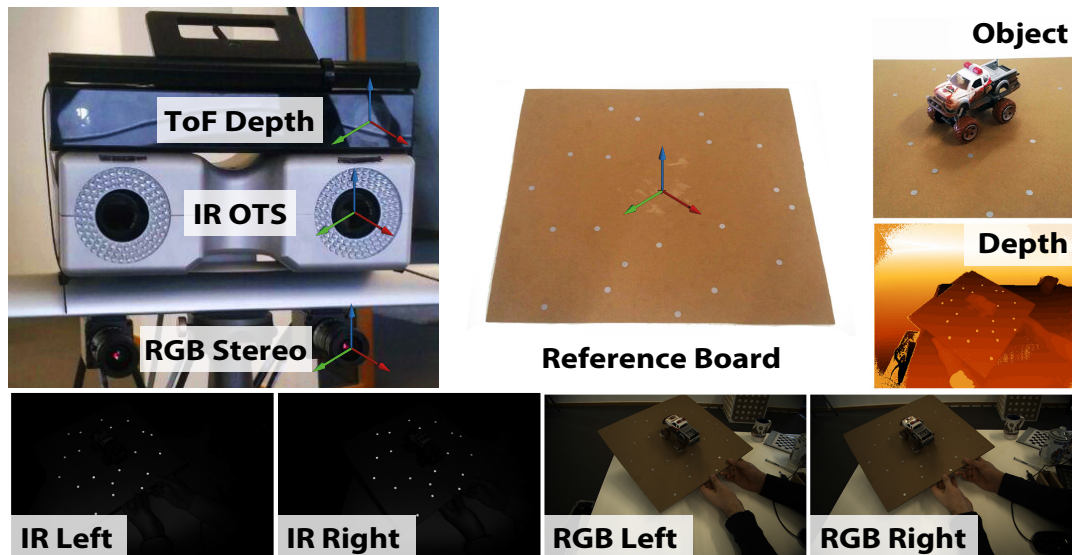 ToF Depth
IR OTS
RGB Stereo
Reference Board
Object
Depth
IR Left
IR Right
RGB Left
RGB Right